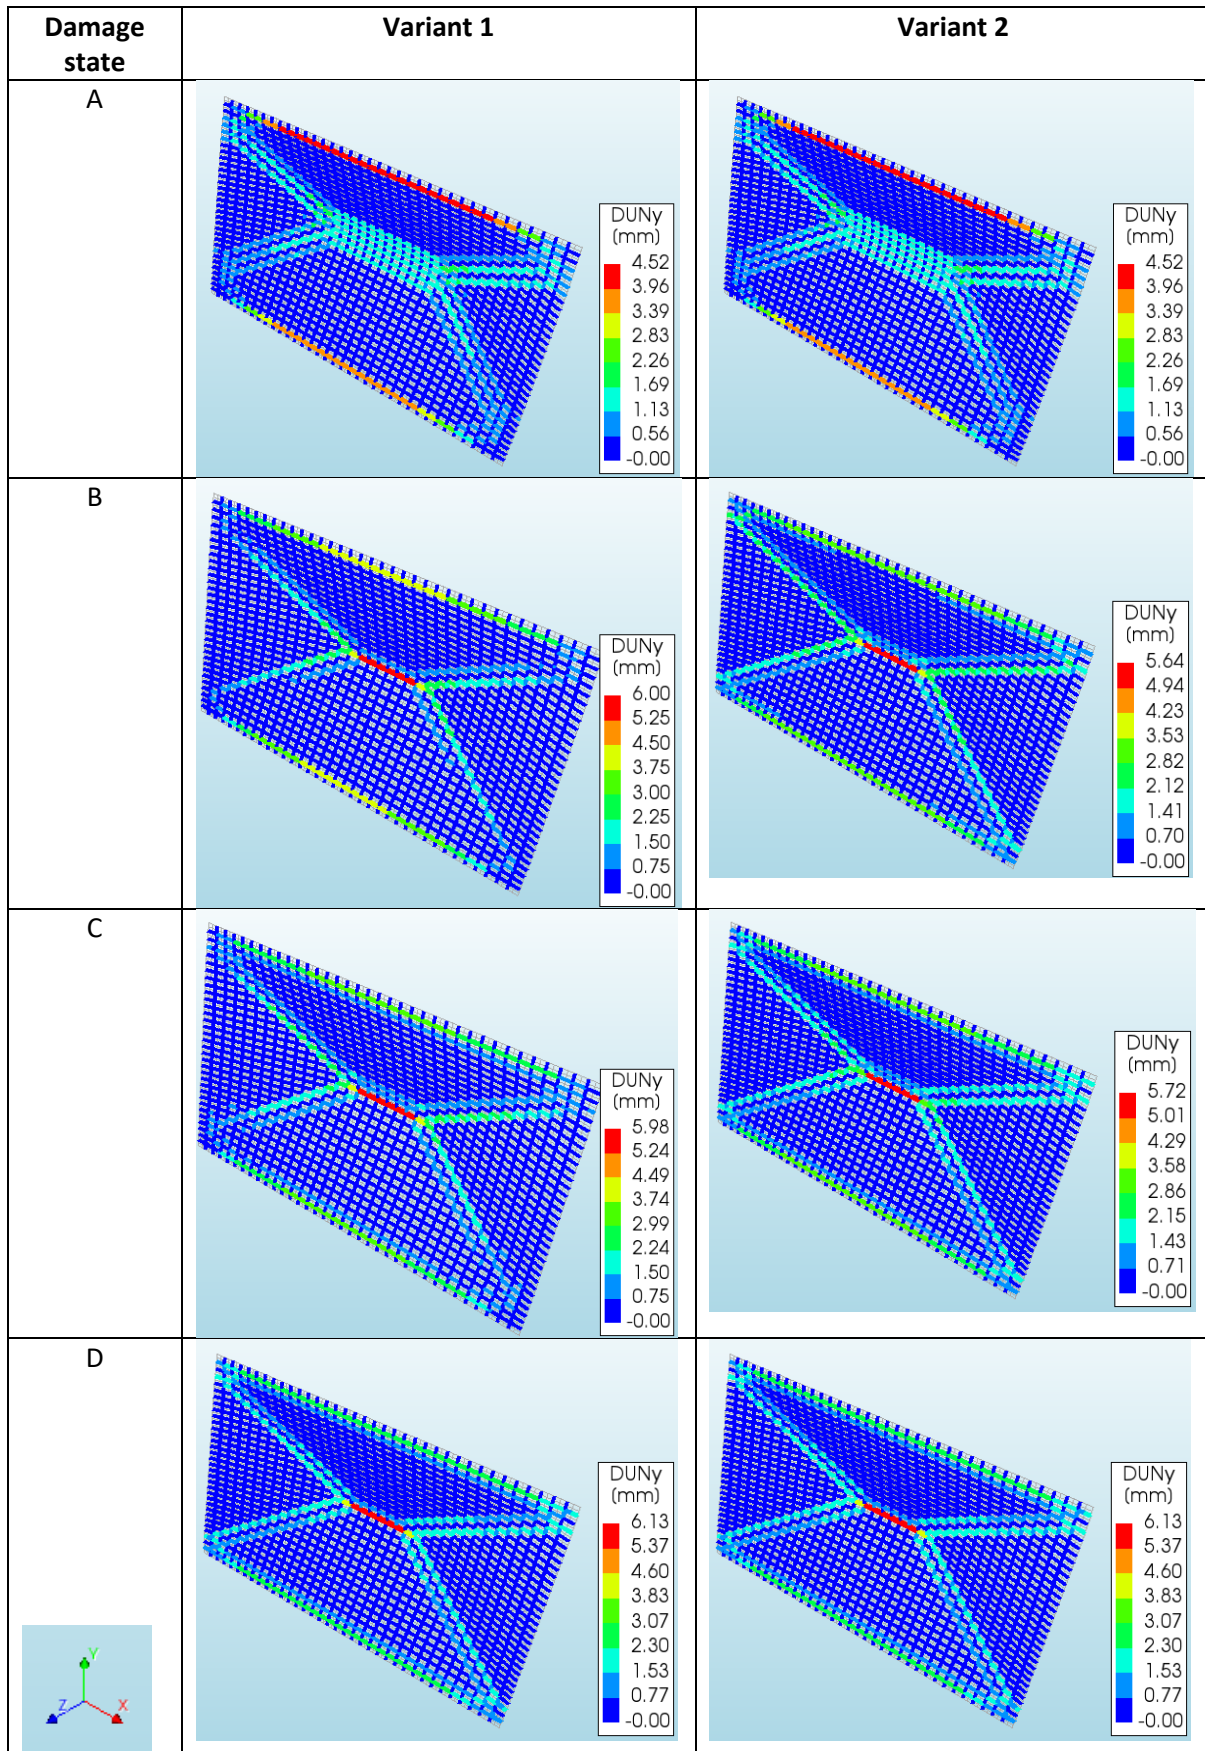 Damage state
Variant 1
Variant 2
A
DUNy
(mm)
4.52
3.96
3.39
2.83
2.26
1.69
1.13
0.56
-0.00
DUNy
(mm)
4.52
3.96
3.39
2.83
2.26
1.69
1.13
0.56
-0.00
B
DUNy
(mm)
6.00
5.25
4.50
3.75
3.00
2.25
1.50
0.75
-0.00
DUNy
(mm)
5.64
4.94
4.23
3.53
2.82
2.12
1.41
0.70
-0.00
C
DUNy
(mm)
5.98
5.24
4.49
3.74
2.99
2.24
1.50
0.75
-0.00
DUNy
(mm)
5.72
5.01
4.29
3.58
2.86
2.15
1.43
0.71
-0.00
D
DUNy
(mm)
6.13
5.37
4.60
3.83
3.07
2.30
1.53
0.77
-0.00
DUNy
(mm)
6.13
5.37
4.60
3.83
3.07
2.30
1.53
0.77
-0.00
Y
Z
X